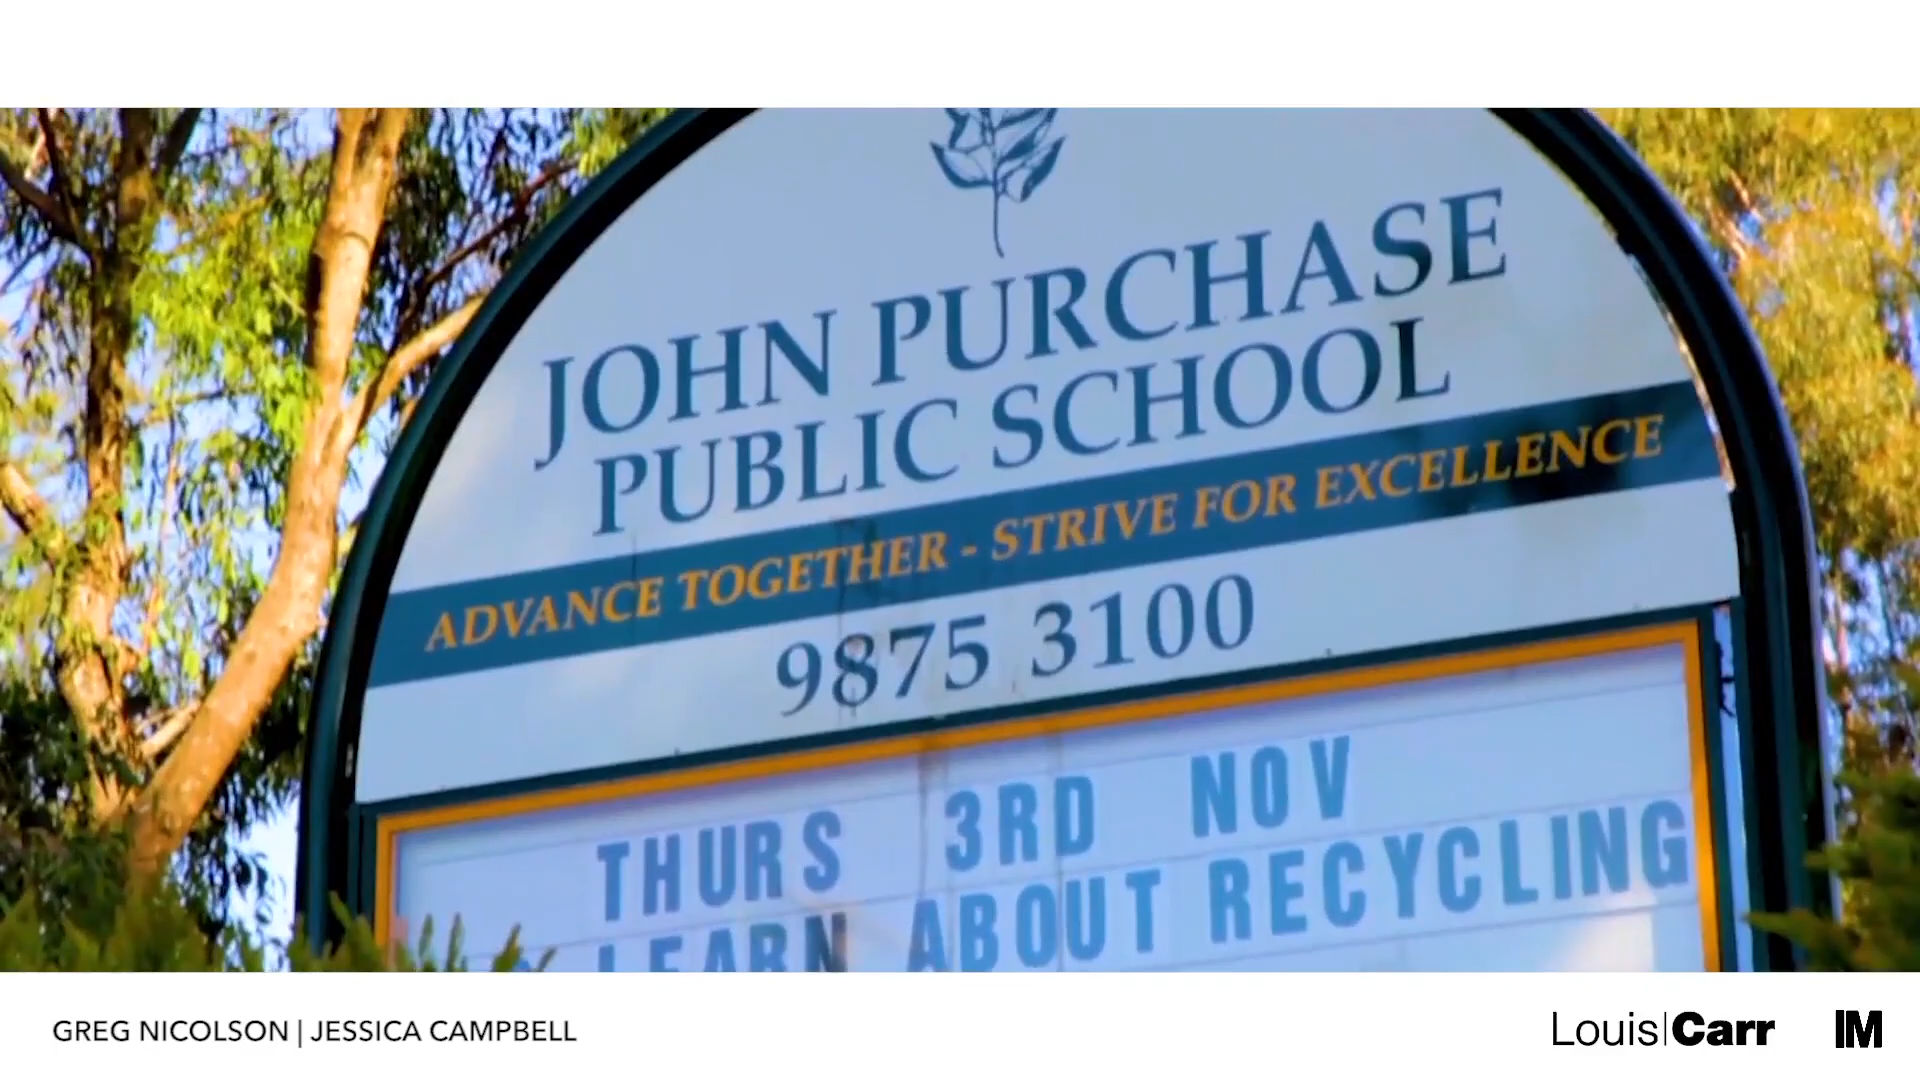 JOHN PURCHASE
PUBLIC SCHOOL
ADVANCE TOGETHER - STRIVE FOR EXCELLENCE
9875 3100
THURS 3RD NOV
LEARN ABOUT RECYCLING
GREG NICOLSON | JESSICA CAMPBELL
Louis|Carr
IM